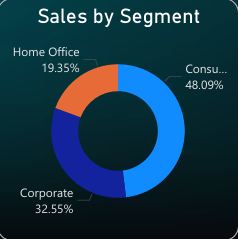 Sales by Segment
Home Office
19.35%
Consu...
48.09%
Corporate
32.55%